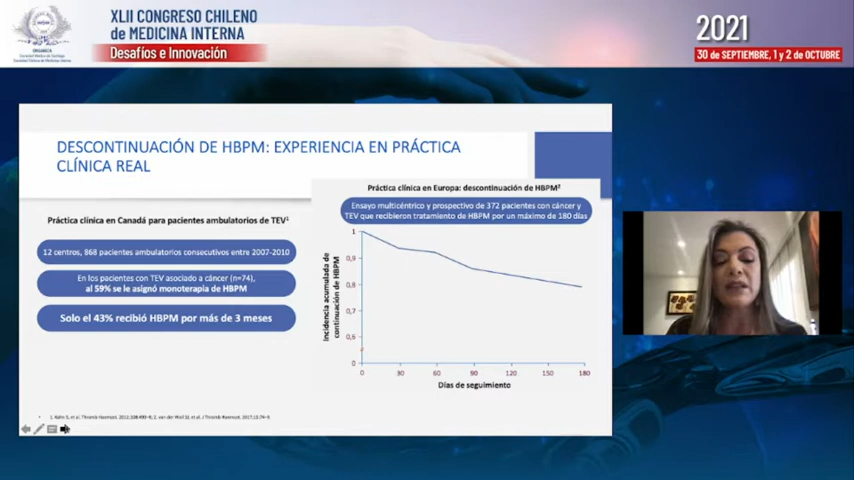 XLII CONGRESO CHILENO
de MEDICINA INTERNA
Desafíos e Innovación
2021
30 de SEPTIEMBRE, 1 y 2 de OCTUBRE
ORGANIZA
DESCONTINUACIÓN DE HBPM: EXPERIENCIA EN PRÁCTICA
CLÍNICA REAL
Práctica clínica en Canadá para pacientes ambulatorios de TEV1
12 centros, 868 pacientes ambulatorios consecutivos entre 2007-2010
En los pacientes con TEV asociado a cáncer (n=74),
al 59% se le asignó monoterapia de HBPM
Solo el 43% recibió HBPM por más de 3 meses
Práctica clínica en Europa: descontinuación de HBPM2
Ensayo multicéntrico y prospectivo de 372 pacientes con cáncer y
TEV que recibieron tratamiento de HBPM por un máximo de 180 días
Incidencia acumulada de
continuación de HBPM
1
0,9
0,8
0,7
0,6
0
0 30 60 90 120 150 180
Días de seguimiento